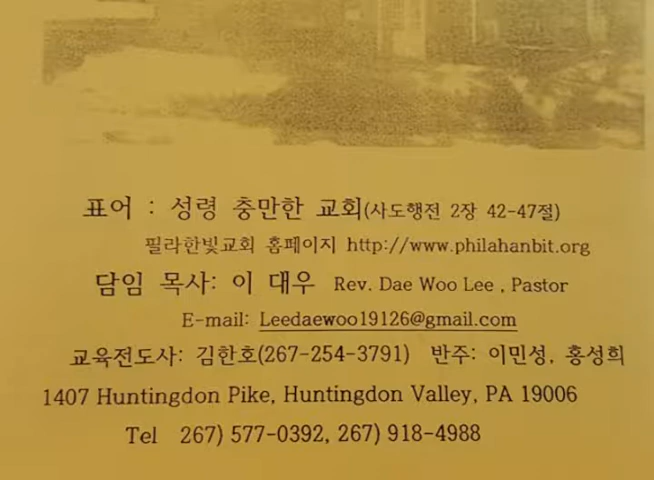 표어 : 성령 충만한 교회(사도행전 2장 42-47절)
필라한빛교회 홈페이지 http://www.philahanbit.org
담임 목사: 이 대우 Rev. Dae Woo Lee , Pastor
E-mail: Leedaewoo19126@gmail.com
교육전도사: 김한호(267-254-3791) 반주: 이민성, 홍성희
1407 Huntingdon Pike, Huntingdon Valley, PA 19006
Tel 267) 577-0392, 267) 918-4988